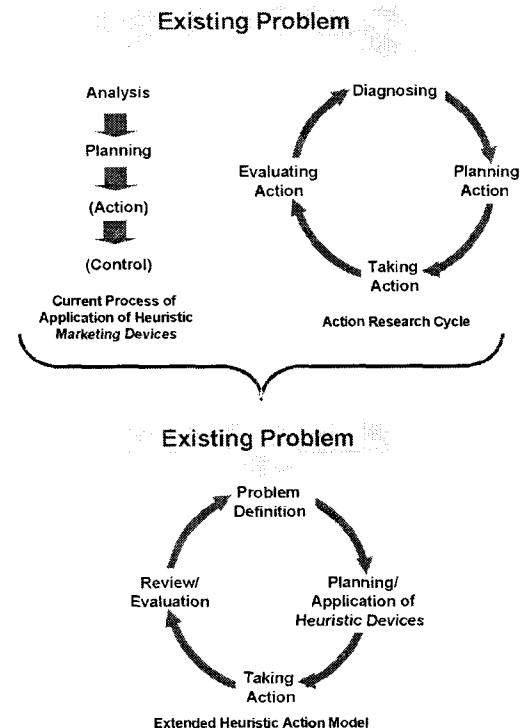 Existing Problem
Analysis
Planning
(Action)
(Control)
Current Process of
Application of Heuristic
Marketing Devices
Diagnosing
Planning
Action
Taking
Action
Evaluating
Action
Action Research Cycle
Existing Problem
Problem
Definition
Planning/
Application of
Heuristic Devices
Taking
Action
Review/
Evaluation
Extended Heuristic Action Model